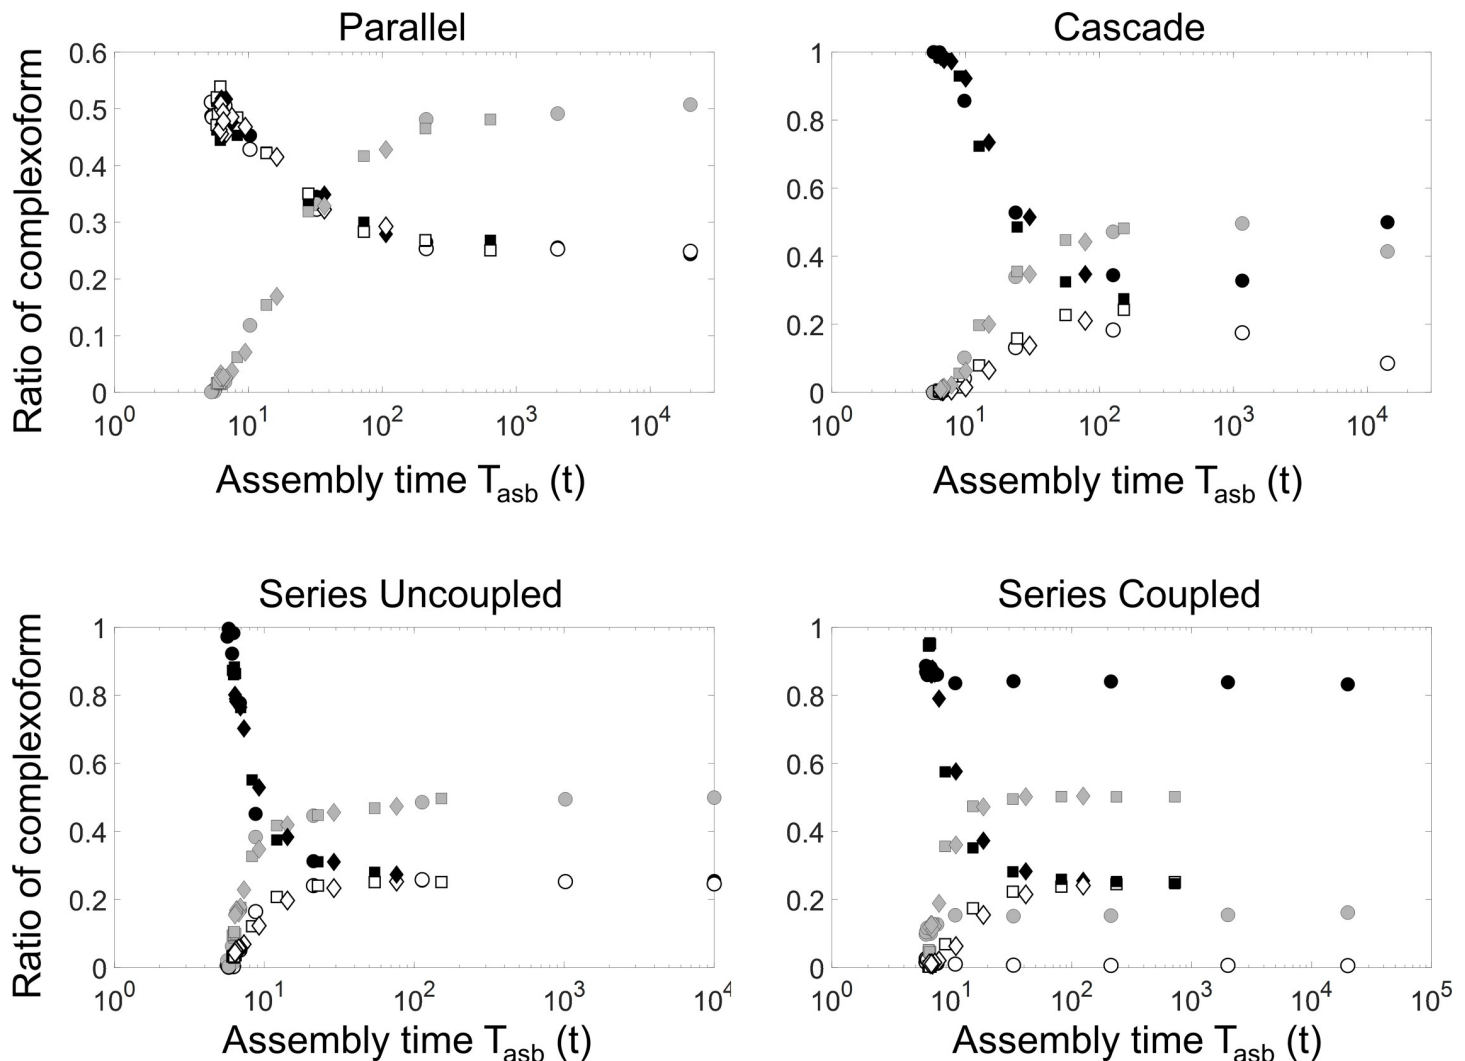 Parallel
Ratio of complexoform
0.6
0.5
0.4
0.3
0.2
0.1
0
10^0 10^1 10^2 10^3 10^4
Assembly time T_asb (t)
Cascade
1
0.8
0.6
0.4
0.2
0
10^0 10^1 10^2 10^3 10^4
Assembly time T_asb (t)
Series Uncoupled
Ratio of complexoform
1
0.8
0.6
0.4
0.2
0
10^0 10^1 10^2 10^3 10^4
Assembly time T_asb (t)
Series Coupled
1
0.8
0.6
0.4
0.2
0
10^0 10^1 10^2 10^3 10^4 10^5
Assembly time T_asb (t)